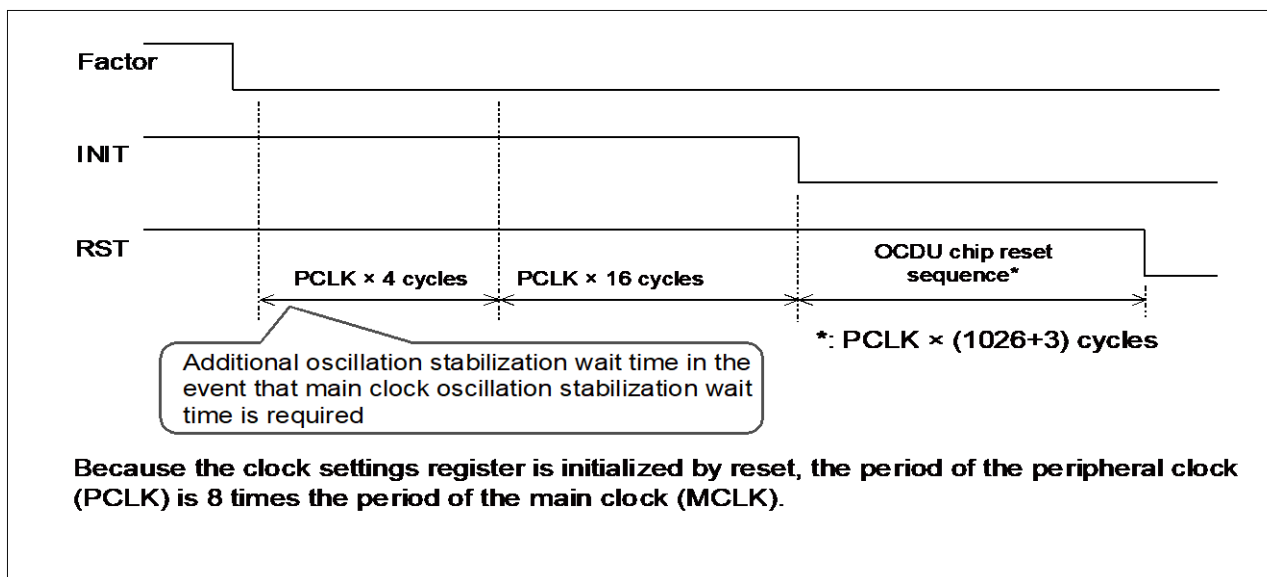 Factor
INIT
RST
OCDU chip reset
sequence*
PCLK × 4 cycles
PCLK × 16 cycles
*: PCLK × (1026+3) cycles
Additional oscillation stabilization wait time in the
event that main clock oscillation stabilization wait
time is required
Because the clock settings register is initialized by reset, the period of the peripheral clock
(PCLK) is 8 times the period of the main clock (MCLK).